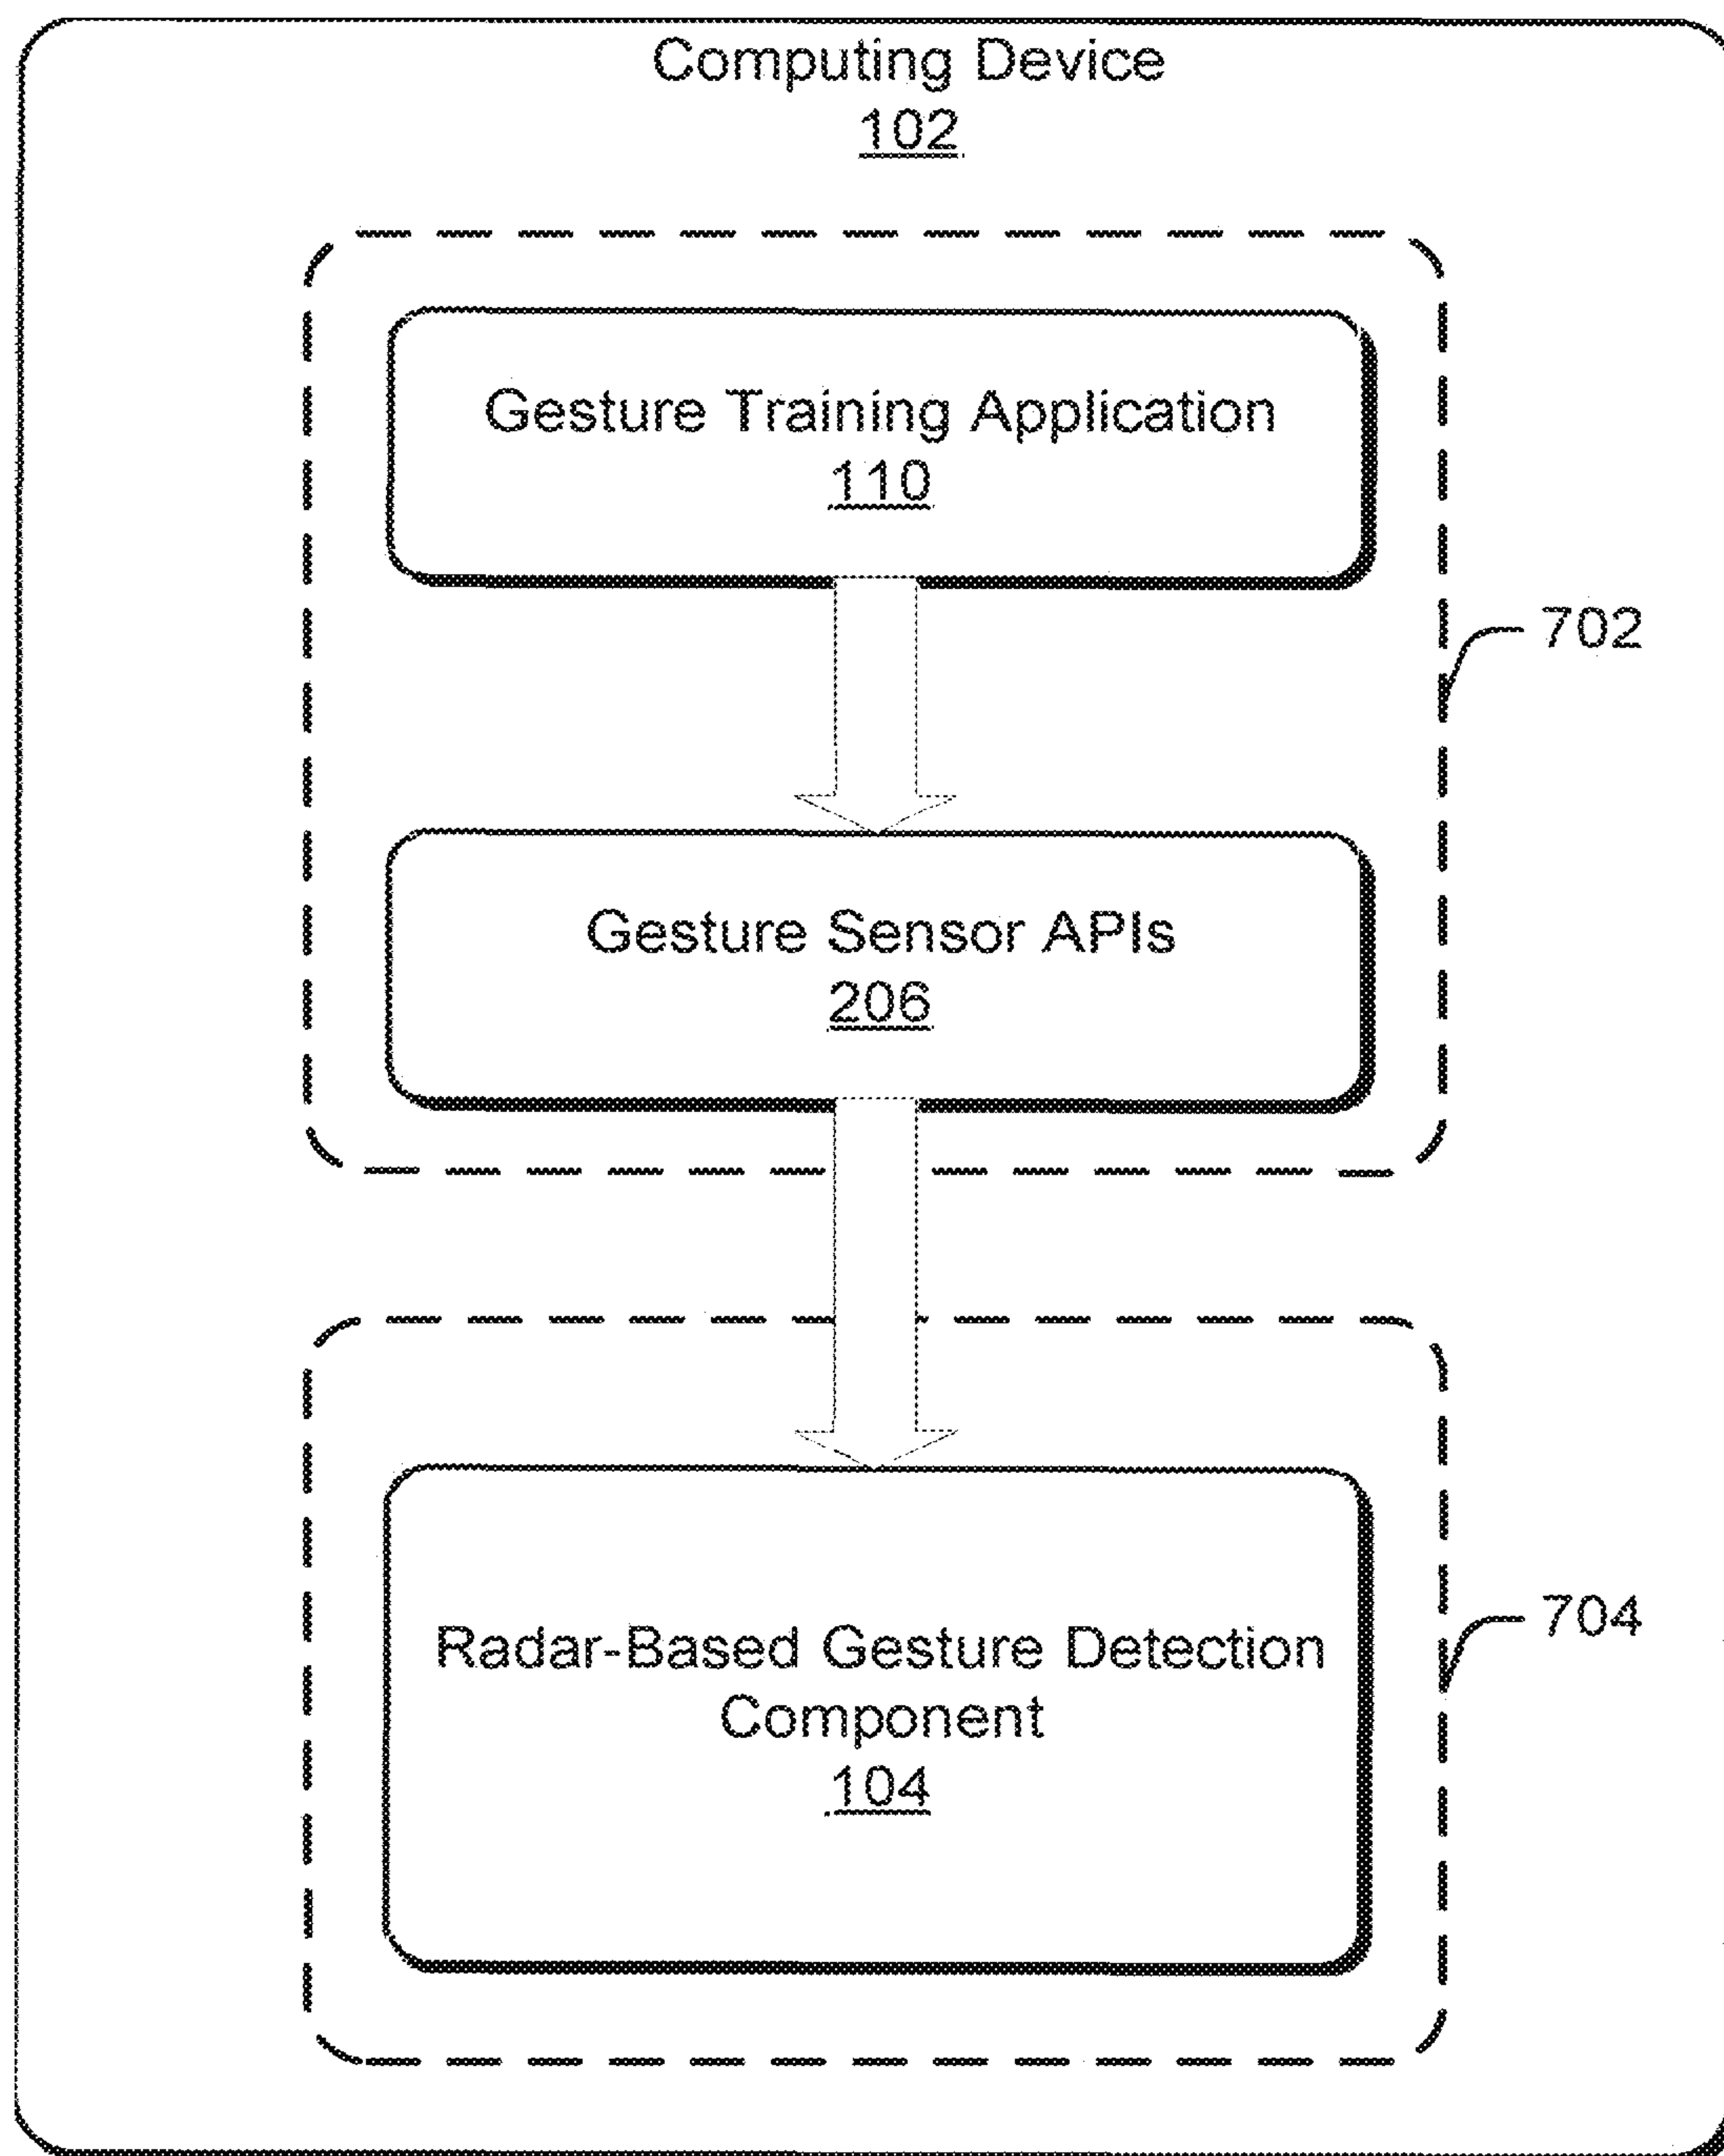 Computing Device
102
Gesture Training Application
110
702
Gesture Sensor APIs
206
Radar-Based Gesture Detection
Component
104
704